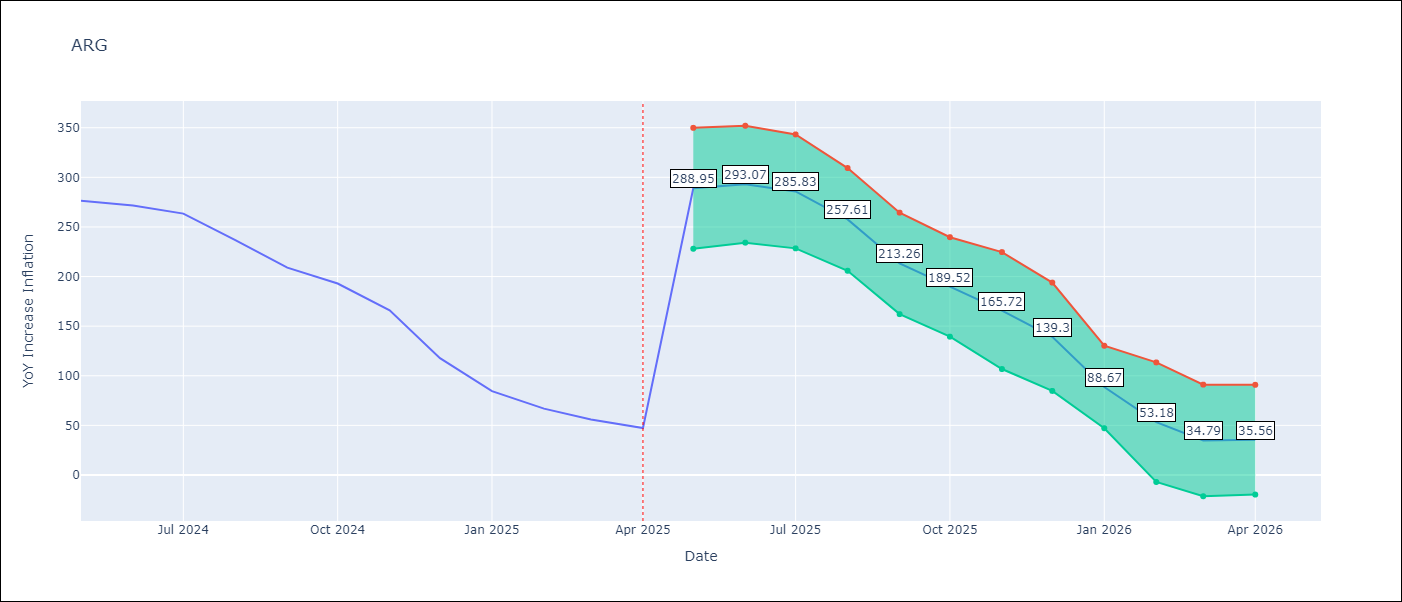 ARG
YoY Increase Inflation
350
300
250
200
150
100
50
0
288.95
293.07
285.83
257.61
213.26
189.52
165.72
139.3
88.67
53.18
34.79
35.56
Jul 2024
Oct 2024
Jan 2025
Apr 2025
Jul 2025
Oct 2025
Jan 2026
Apr 2026
Date